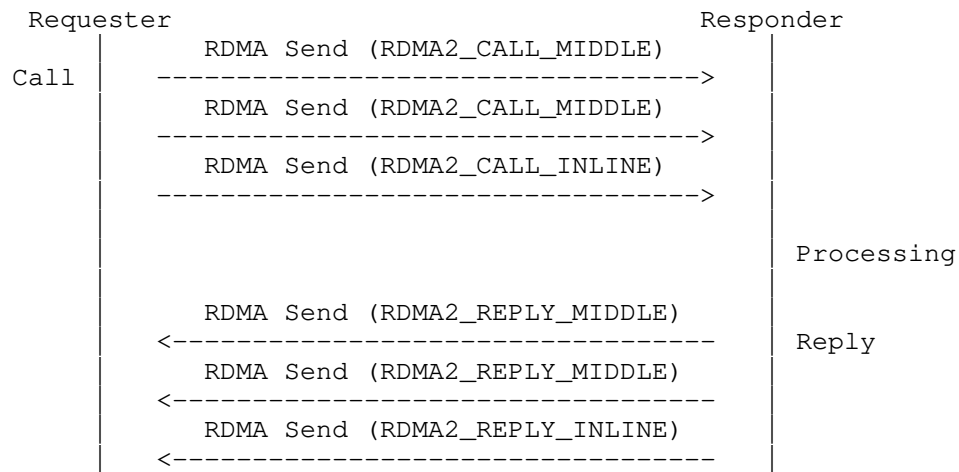 Requester Responder
RDMA Send (RDMA2_CALL_MIDDLE)
Call
RDMA Send (RDMA2_CALL_MIDDLE)
RDMA Send (RDMA2_CALL_INLINE)
Processing
RDMA Send (RDMA2_REPLY_MIDDLE)
Reply
RDMA Send (RDMA2_REPLY_MIDDLE)
RDMA Send (RDMA2_REPLY_INLINE)